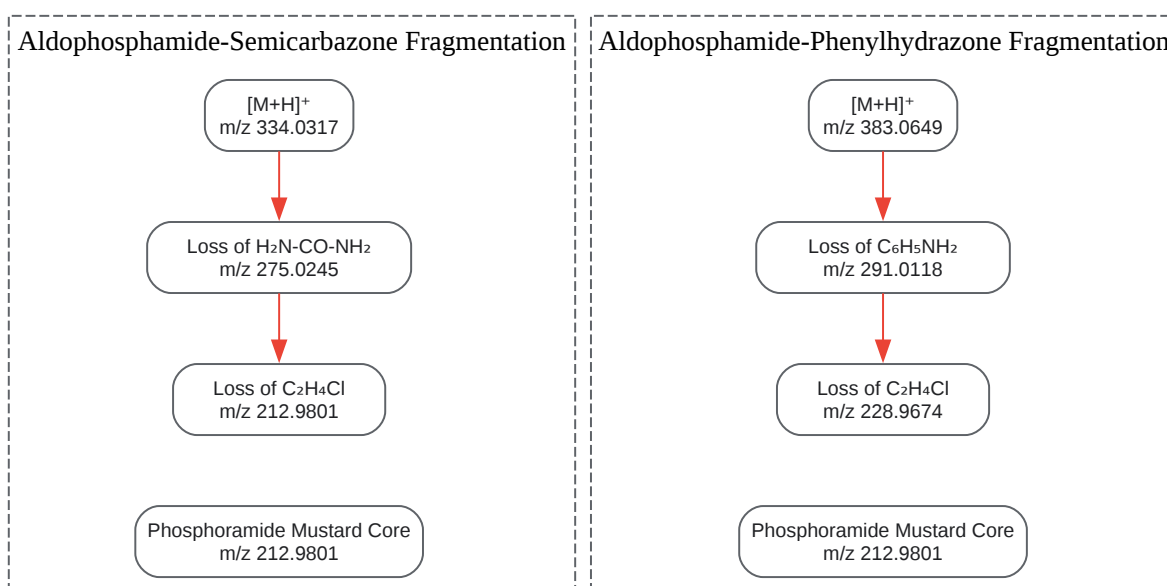 Aldophosphamide-Semicarbazone Fragmentation
[M+H]⁺
m/z 334.0317
Loss of H₂N-CO-NH₂
m/z 275.0245
Loss of C₂H₄Cl
m/z 212.9801
Phosphoramide Mustard Core
m/z 212.9801
Aldophosphamide-Phenylhydrazone Fragmentation
[M+H]⁺
m/z 383.0649
Loss of C₆H₅NH₂
m/z 291.0118
Loss of C₂H₄Cl
m/z 228.9674
Phosphoramide Mustard Core
m/z 212.9801